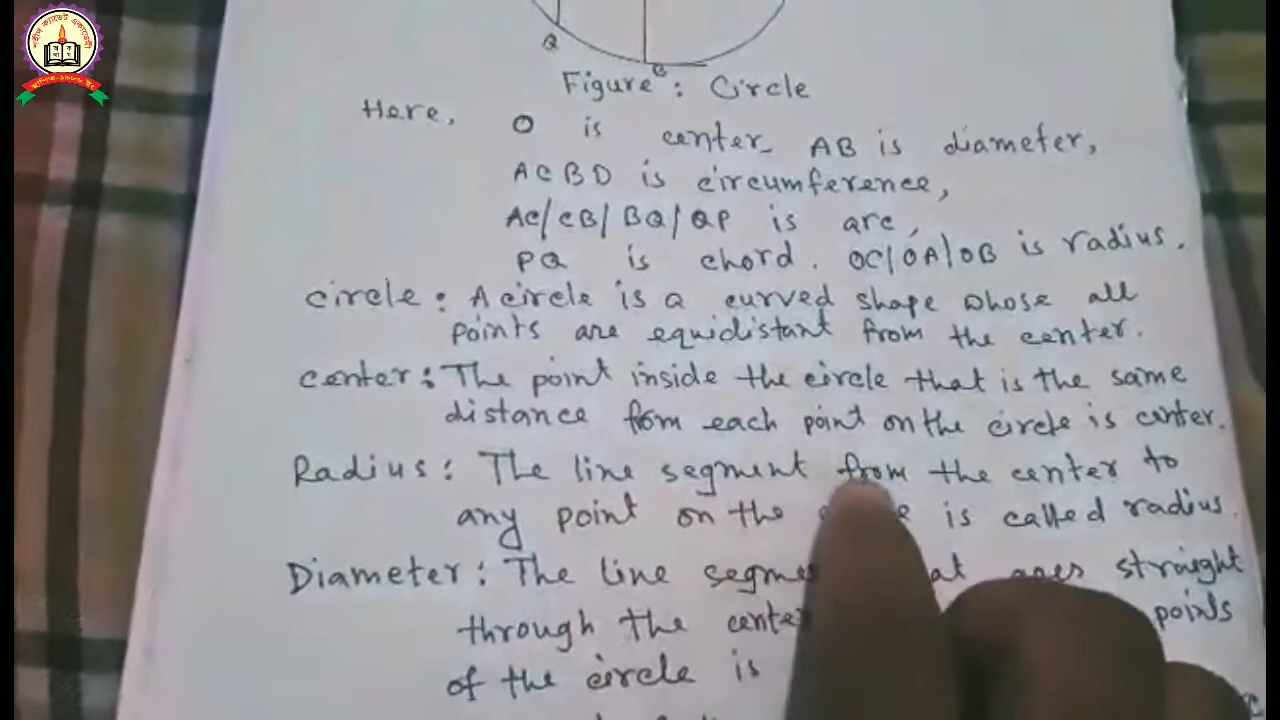 শহীদ ক্যাডেট একাডেমী
Q
B
Figure : Circle
Here, O is center AB is diameter,
ACBD is circumference,
AC/CB/BQ/QP is arc,
PQ is chord. OC/OA/OB is radius.
Circle: A circle is a curved shape whose all
points are equidistant from the center.
Center: The point inside the circle that is the same
distance from each point on the circle is center.
Radius: The line segment from the center to
any point on the is called radius.
Diameter: The line goes straight
through the points
of the circle is